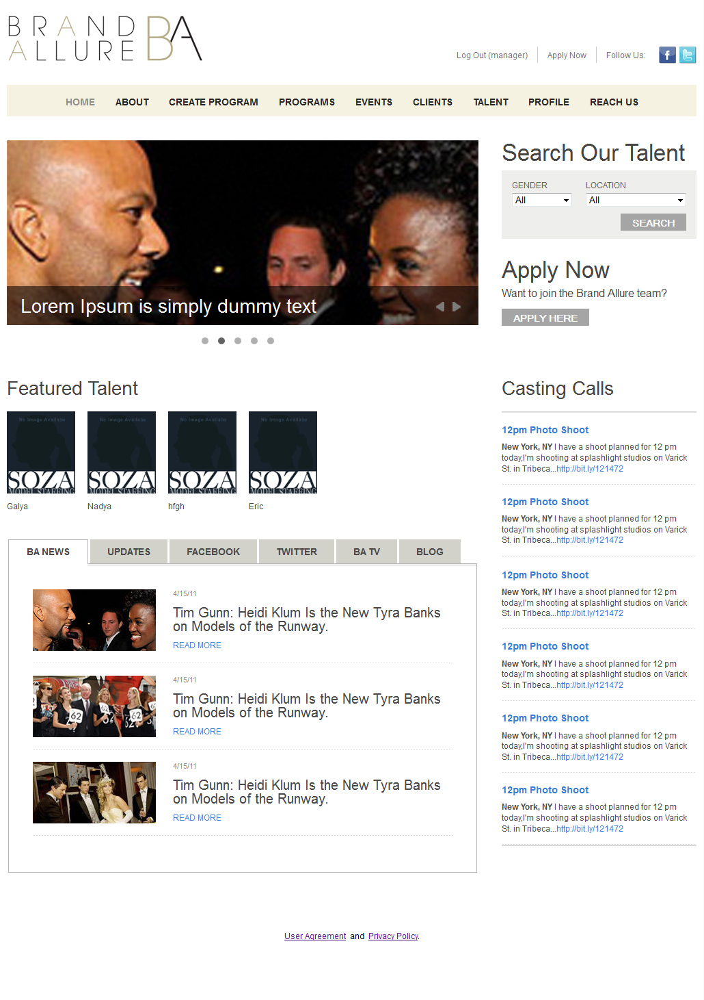 BRAND
ALLURE BA
Log Out (manager) Apply Now Follow Us:
HOME ABOUT CREATE PROGRAM PROGRAMS EVENTS CLIENTS TALENT PROFILE REACH US
Lorem Ipsum is simply dummy text
Search Our Talent
GENDER LOCATION
All All
SEARCH
Apply Now
Want to join the Brand Allure team?
APPLY HERE
Featured Talent
No Image Availabe No Image Availabe No Image Availabe No Image Availabe
SOZA SOZA SOZA SOZA
MODEL STAFFING MODEL STAFFING MODEL STAFFING MODEL STAFFING
Galya Nadya hfgh Eric
BA NEWS UPDATES FACEBOOK TWITTER BA TV BLOG
4/15/11
Tim Gunn: Heidi Klum Is the New Tyra Banks
on Models of the Runway.
READ MORE
62 62 62
4/15/11
Tim Gunn: Heidi Klum Is the New Tyra Banks
on Models of the Runway.
READ MORE
4/15/11
Tim Gunn: Heidi Klum Is the New Tyra Banks
on Models of the Runway.
READ MORE
Casting Calls
12pm Photo Shoot
New York, NY I have a shoot planned for 12 pm
today,I'm shooting at splashlight studios on Varick
St. in Tribeca...http://bit.ly/121472
12pm Photo Shoot
New York, NY I have a shoot planned for 12 pm
today,I'm shooting at splashlight studios on Varick
St. in Tribeca...http://bit.ly/121472
12pm Photo Shoot
New York, NY I have a shoot planned for 12 pm
today,I'm shooting at splashlight studios on Varick
St. in Tribeca...http://bit.ly/121472
12pm Photo Shoot
New York, NY I have a shoot planned for 12 pm
today,I'm shooting at splashlight studios on Varick
St. in Tribeca...http://bit.ly/121472
12pm Photo Shoot
New York, NY I have a shoot planned for 12 pm
today,I'm shooting at splashlight studios on Varick
St. in Tribeca...http://bit.ly/121472
12pm Photo Shoot
New York, NY I have a shoot planned for 12 pm
today,I'm shooting at splashlight studios on Varick
St. in Tribeca...http://bit.ly/121472
User Agreement and Privacy Policy.